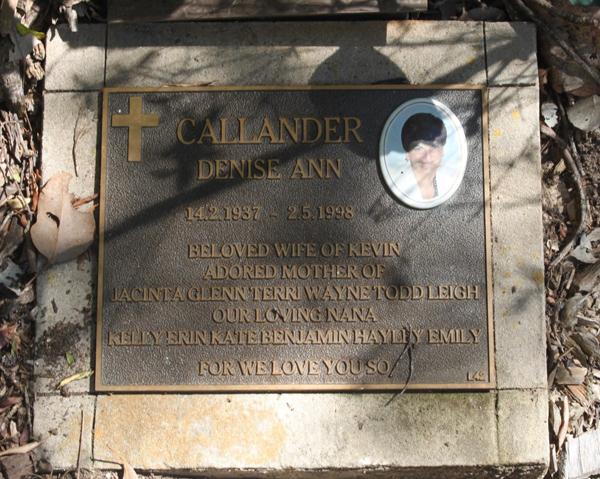 CALLANDER
DENISE ANN
14.2.1937 - 2.5.1998
BELOVED WIFE OF KEVIN
ADORED MOTHER OF
JACINTA GLENN TERRI WAYNE TODD LEIGH
OUR LOVING NANA
KELLY ERIN KATE BENJAMIN HAYLEY EMILY
FOR WE LOVE YOU SO